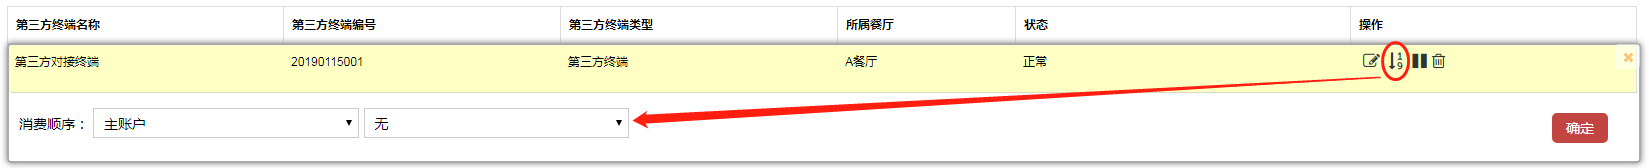 第三方终端名称 第三方终端编号 第三方终端类型 所属餐厅 状态 操作
第三方对接终端 20190115001 第三方终端 A餐厅 正常
消费顺序： 主账户 无 确定